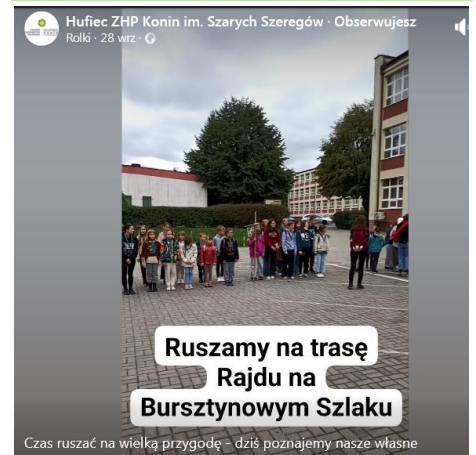 Hufiec ZHP Konin im. Szarych Szeregów · Obserwujesz
Rolki · 28 wrz ·
Ruszamy na trasę
Rajdu na
Bursztynowym Szlaku
Czas ruszać na wielką przygodę - dziś poznajemy nasze własne